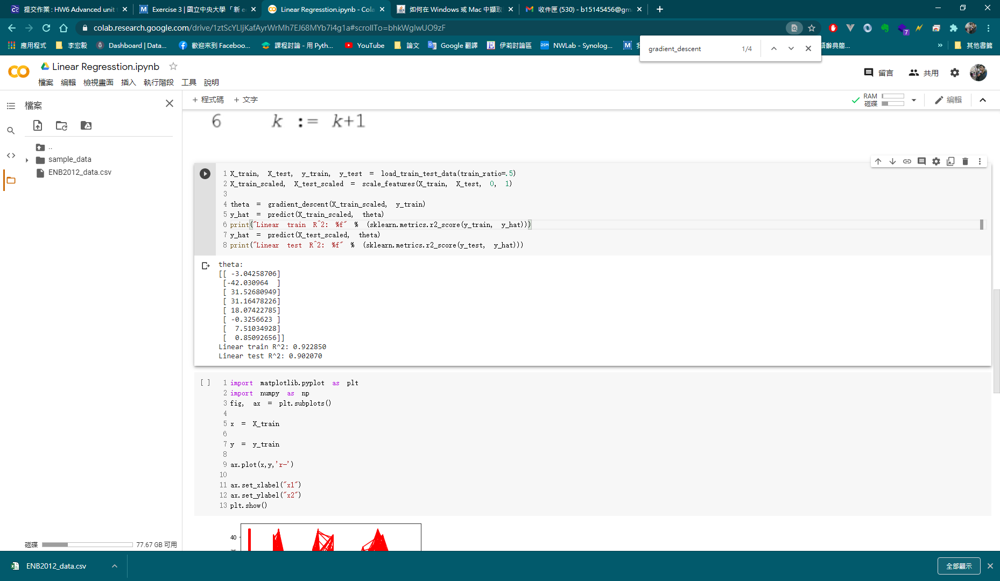 提交作業 : HW6 Advanced unit
Exercise 3 | 國立中央大學「新 e
Linear Regresstion.ipynb - Cola
如何在 Windows 或 Mac 中擷取
收件匣 (530) - b15145456@gm
colab.research.google.com/drive/1ztScYLIjKafAyrWrMh7EJ68MYb7i4g1a#scrollTo=bhkWglwUO9zF
7
應用程式
李宏毅
Dashboard | Data...
歡迎來到 Faceboo...
課程討論 - 用 Pyth...
YouTube
論文
Google 翻譯
伊莉討論區
DSM
NWLab - Synolog...
語辭典簡...
»
其他書籤
gradient_descent
1/4
Linear Regresstion.ipynb
檔案 編輯 檢視畫面 插入 執行階段 工具 說明
留言
共用
檔案
+ 程式碼 + 文字
RAM
磁碟
編輯
..
sample_data
ENB2012_data.csv
6 k := k+1
1 X_train, X_test, y_train, y_test = load_train_test_data(train_ratio=.5)
2 X_train_scaled, X_test_scaled = scale_features(X_train, X_test, 0, 1)
3
4 theta = gradient_descent(X_train_scaled, y_train)
5 y_hat = predict(X_train_scaled, theta)
6 print("Linear train R^2: %f" % (sklearn.metrics.r2_score(y_train, y_hat)))
7 y_hat = predict(X_test_scaled, theta)
8 print("Linear test R^2: %f" % (sklearn.metrics.r2_score(y_test, y_hat)))
theta:
[[ -3.04258706]
[-42.030964 ]
[ 31.52680949]
[ 31.16478226]
[ 18.07422785]
[ -0.3256623 ]
[ 7.51034928]
[ 0.85092656]]
Linear train R^2: 0.922850
Linear test R^2: 0.902070
[ ]
1 import matplotlib.pyplot as plt
2 import numpy as np
3 fig, ax = plt.subplots()
4
5 x = X_train
6
7 y = y_train
8
9 ax.plot(x,y,'r-')
10
11 ax.set_xlabel("x1")
12 ax.set_ylabel("x2")
13 plt.show()
40
磁碟
77.67 GB 可用
ENB2012_data.csv
全部顯示